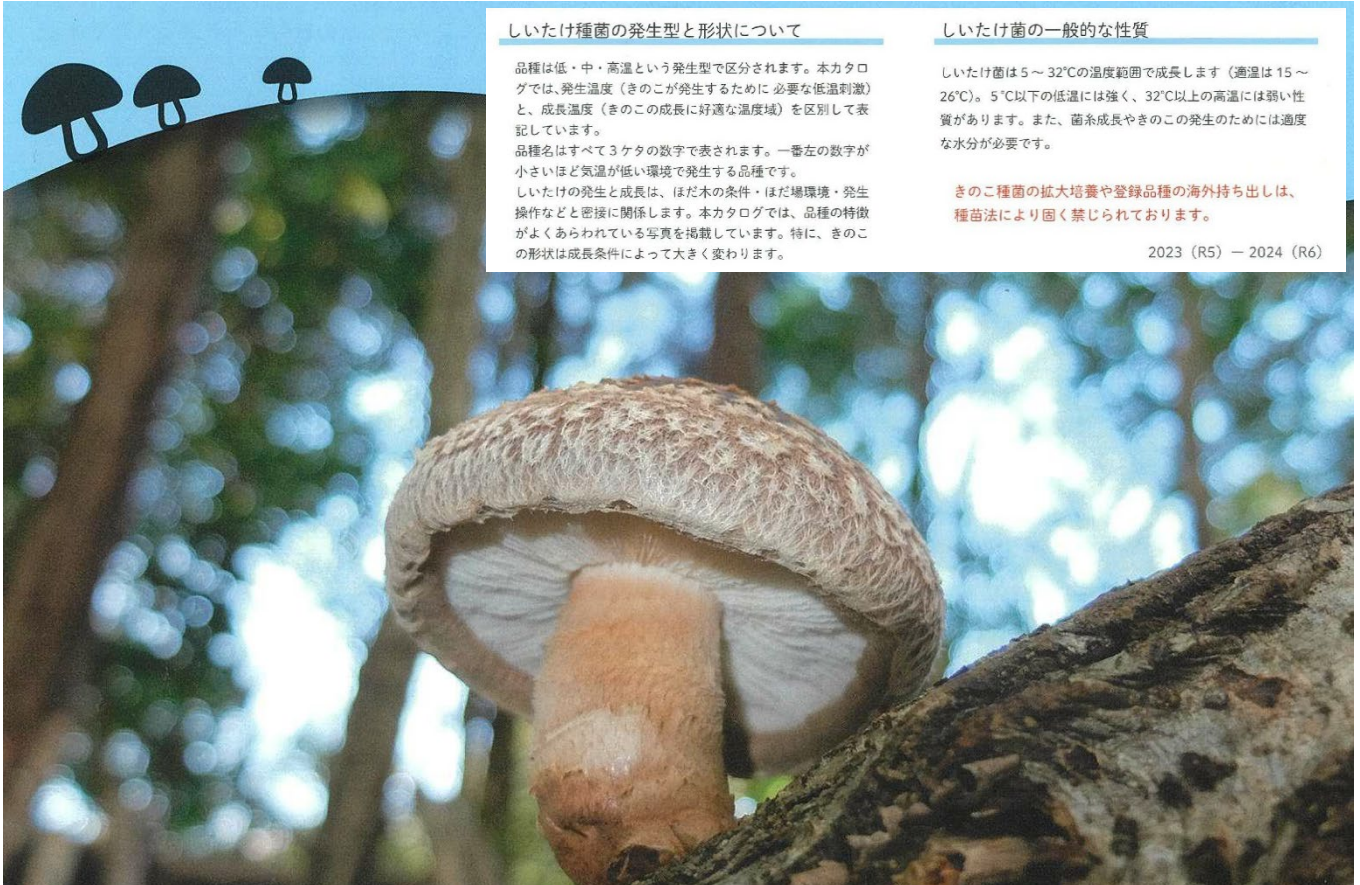 しいたけ種菌の発生型と形状について
品種は低・中・高温という発生型で区分されます。本カタロ
グでは、発生温度（きのこが発生するために 必要な低温刺激）
と、成長温度（きのこの成長に好適な温度域）を区別して表
記しています。
品種名はすべて３ケタの数字で表されます。一番左の数字が
小さいほど気温が低い環境で発生する品種です。
しいたけの発生と成長は、ほだ木の条件・ほだ場環境・発生
操作などと密接に関係します。本カタログでは、品種の特徴
がよくあらわれている写真を掲載しています。特に、きのこ
の形状は成長条件によって大きく変わります。
しいたけ菌の一般的な性質
しいたけ菌は 5 ～ 32℃の温度範囲で成長します（適温は 15 ～
26℃）。5℃以下の低温には強く、32℃以上の高温には弱い性
質があります。また、菌糸成長やきのこの発生のためには適度
な水分が必要です。
きのこ種菌の拡大培養や登録品種の海外持ち出しは、
種苗法により固く禁じられております。
2023（R5）― 2024（R6）